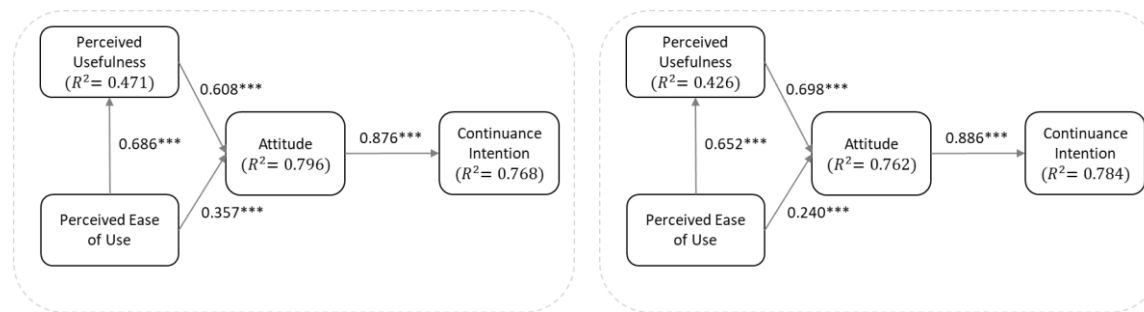 Perceived
Usefulness
(R²= 0.471)
0.608***
0.686***
Attitude
(R²= 0.796)
0.876***
Continuance
Intention
(R²= 0.768)
0.357***
Perceived Ease
of Use
Perceived
Usefulness
(R²= 0.426)
0.698***
0.652***
Attitude
(R²= 0.762)
0.886***
Continuance
Intention
(R²= 0.784)
0.240***
Perceived Ease
of Use